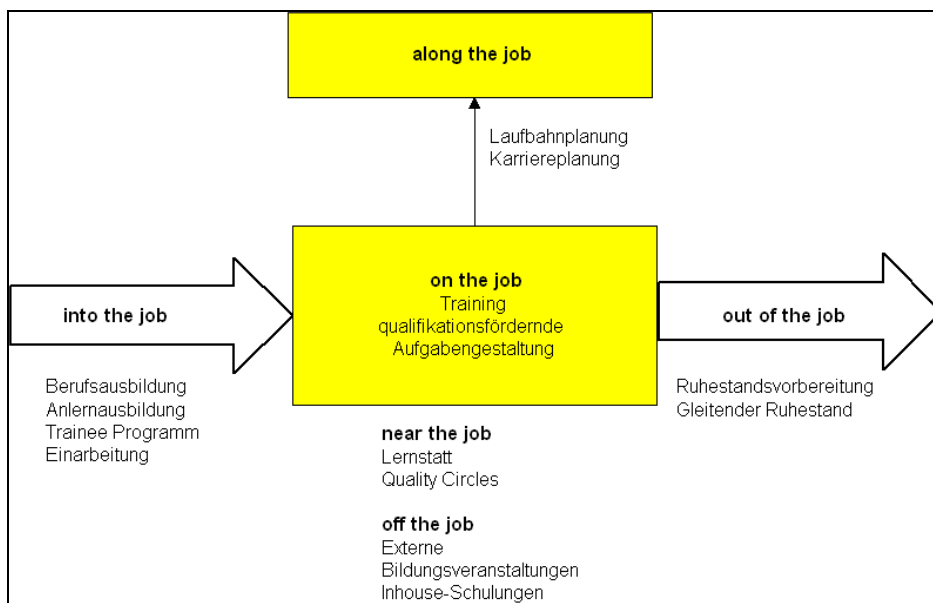 along the job
Laufbahnplanung
Karriereplanung
into the job
Berufsausbildung
Anlernausbildung
Trainee Programm
Einarbeitung
on the job
Training
qualifikationsfördernde
Aufgabengestaltung
near the job
Lernstatt
Quality Circles
off the job
Externe
Bildungsveranstaltungen
Inhouse-Schulungen
out of the job
Ruhestandsvorbereitung
Gleitender Ruhestand